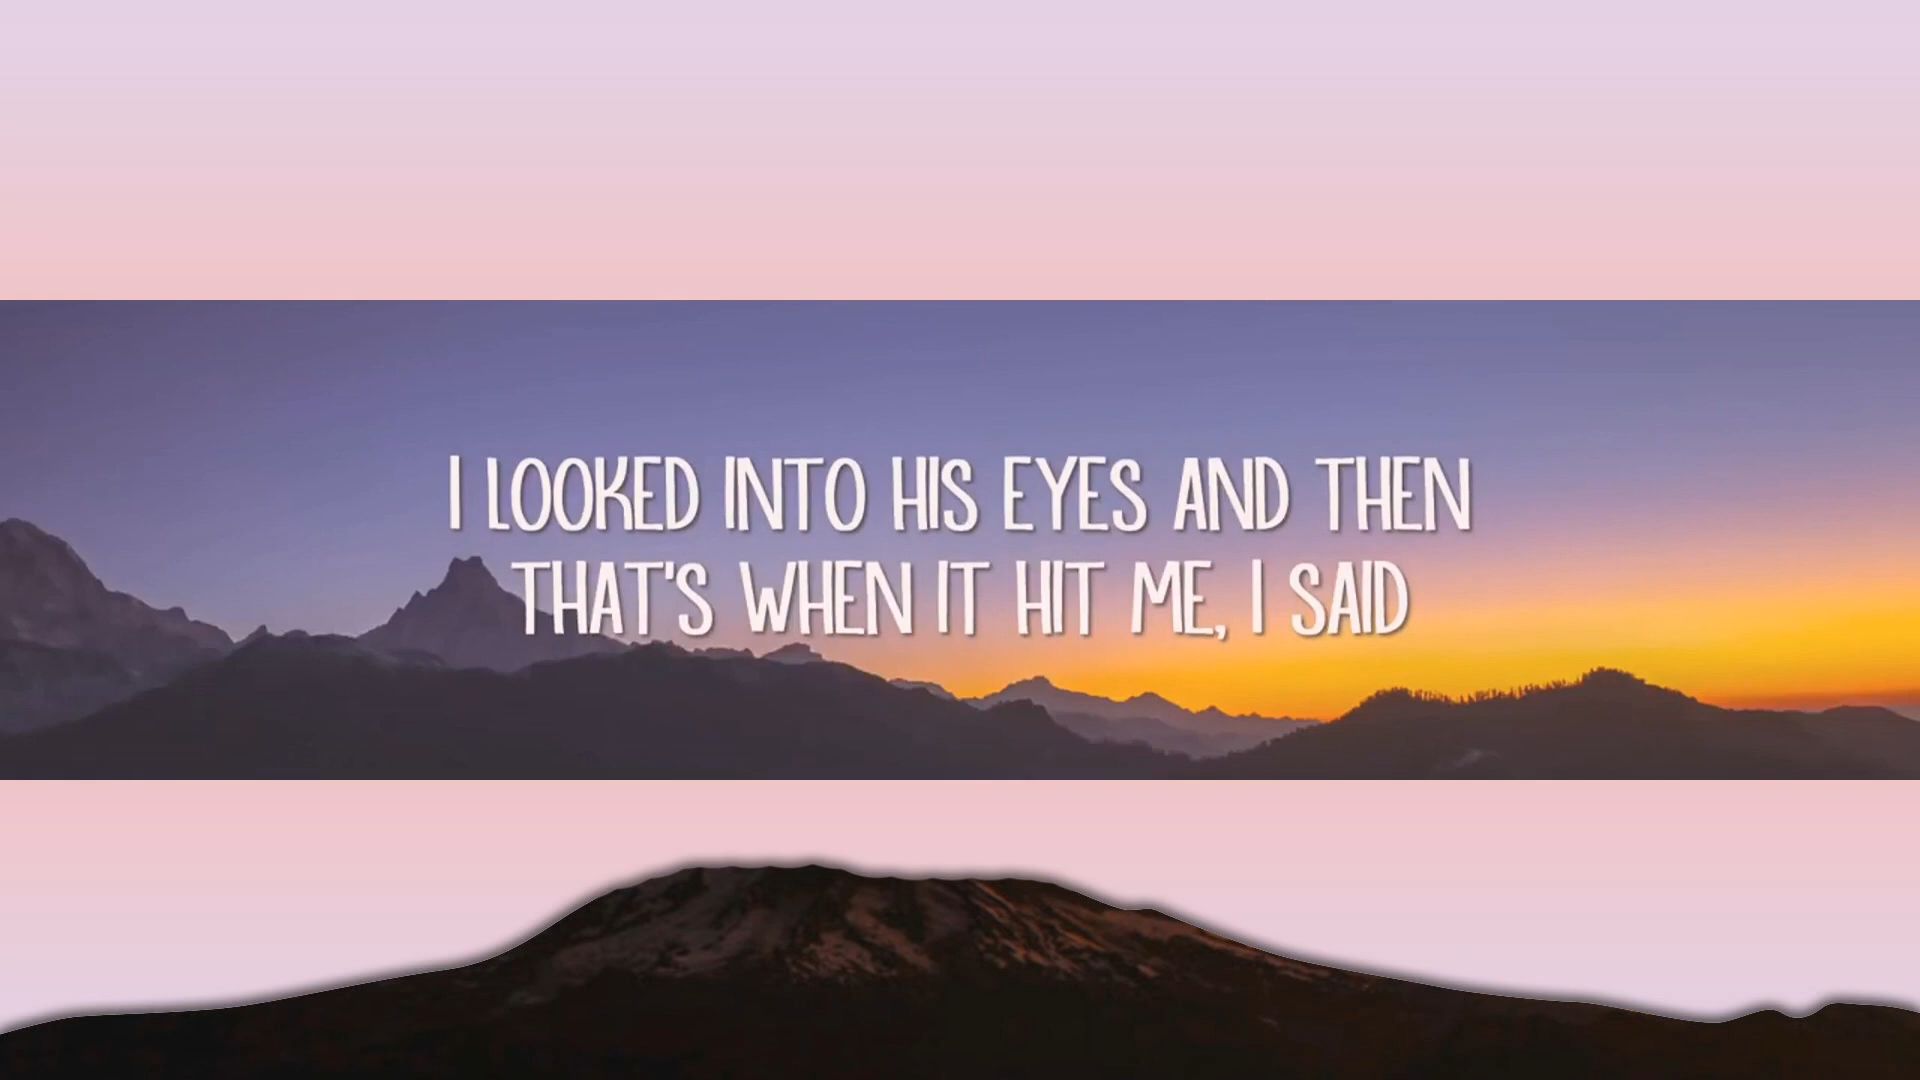 I LOOKED INTO HIS EYES AND THEN
THAT'S WHEN IT HIT ME, I SAID